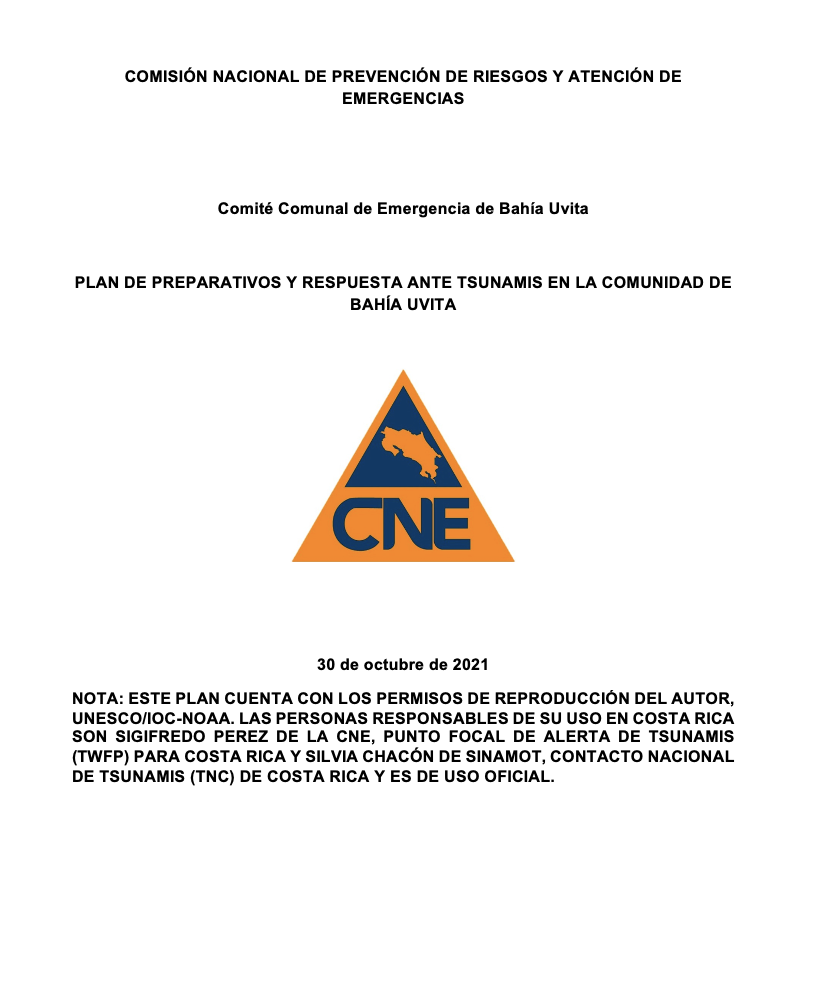 COMISIÓN NACIONAL DE PREVENCIÓN DE RIESGOS Y ATENCIÓN DE
EMERGENCIAS
Comité Comunal de Emergencia de Bahía Uvita
PLAN DE PREPARATIVOS Y RESPUESTA ANTE TSUNAMIS EN LA COMUNIDAD DE
BAHÍA UVITA
CNE
30 de octubre de 2021
NOTA: ESTE PLAN CUENTA CON LOS PERMISOS DE REPRODUCCIÓN DEL AUTOR,
UNESCO/IOC-NOAA. LAS PERSONAS RESPONSABLES DE SU USO EN COSTA RICA
SON SIGIFREDO PEREZ DE LA CNE, PUNTO FOCAL DE ALERTA DE TSUNAMIS
(TWFP) PARA COSTA RICA Y SILVIA CHACÓN DE SINAMOT, CONTACTO NACIONAL
DE TSUNAMIS (TNC) DE COSTA RICA Y ES DE USO OFICIAL.